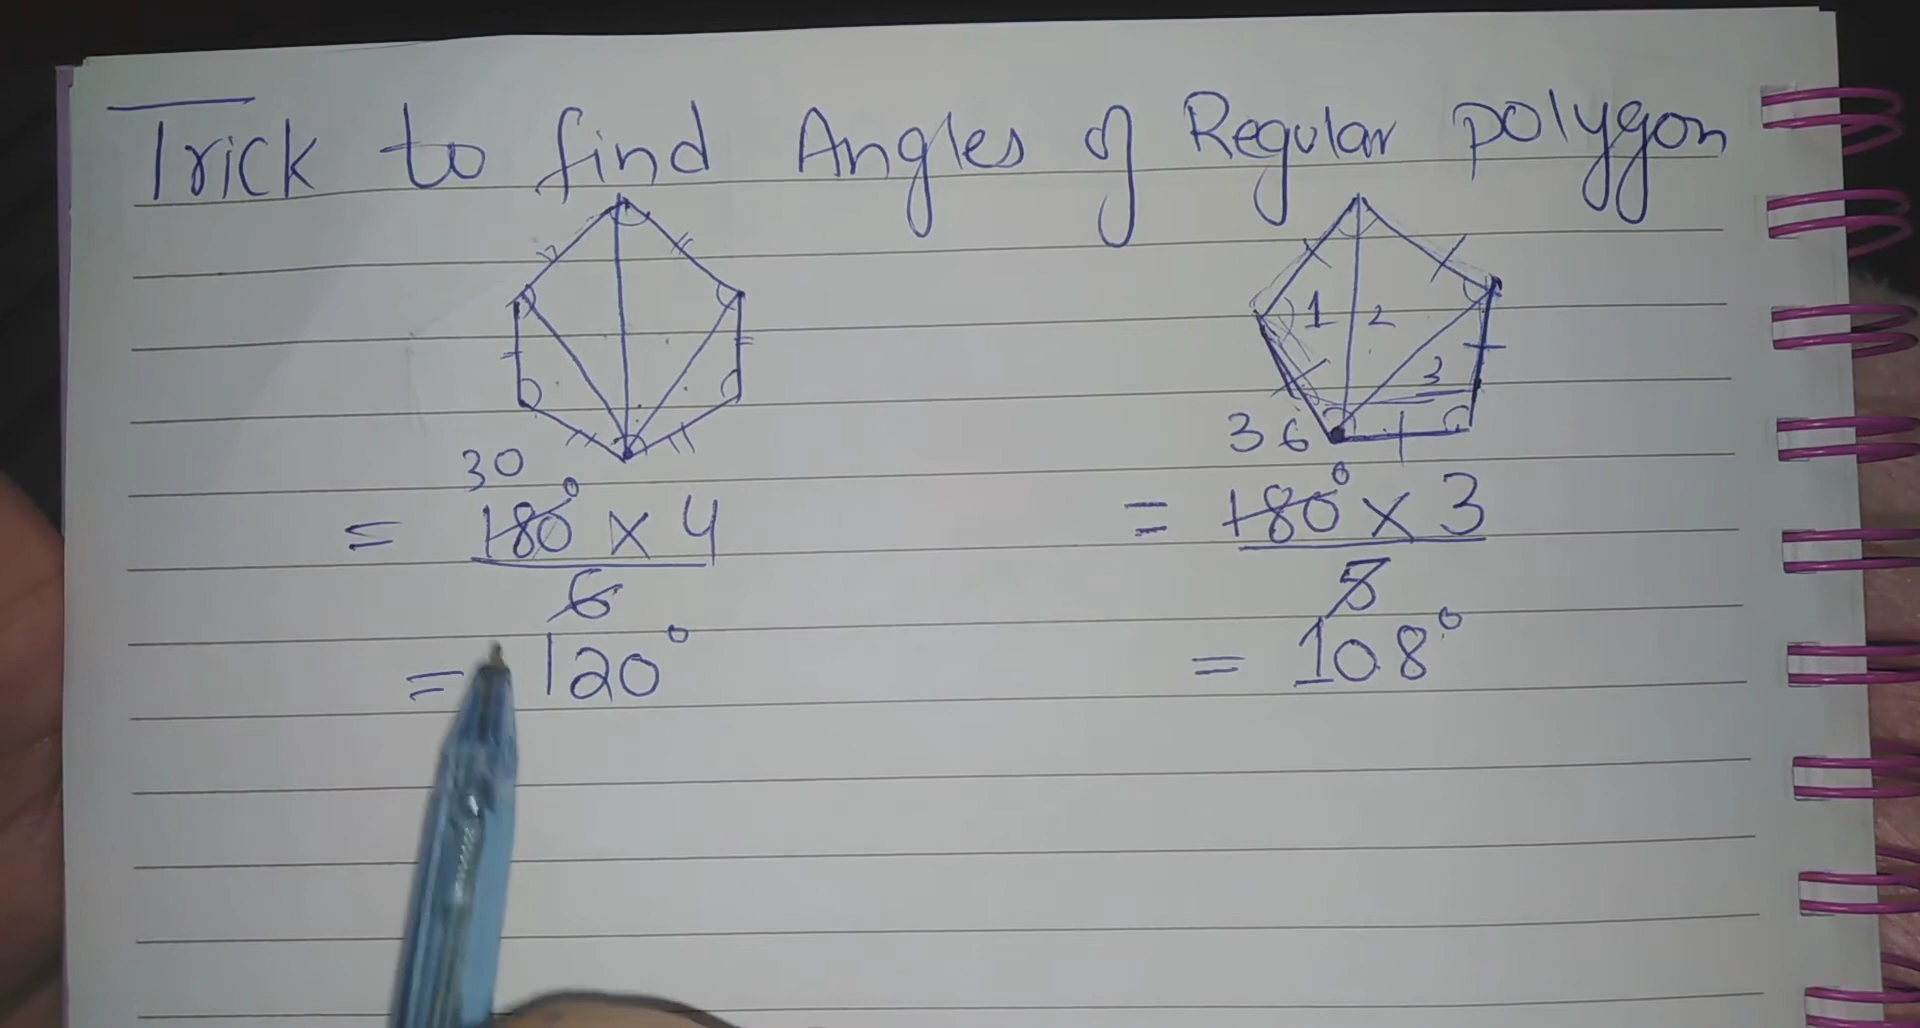 Trick to find Angles of Regular polygon
1 2
3
30
= 180° x 4
6
= 120°
36
= 180° x 3
5
= 108°